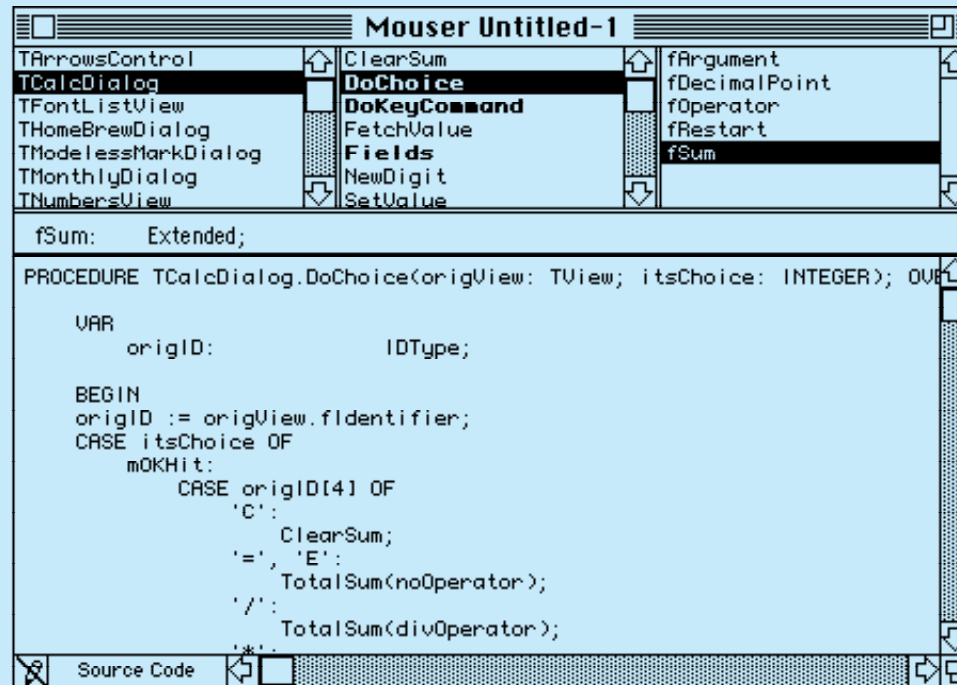 Mouser Untitled-1
TArrowsControl
TCalcDialog
TFontListView
THomeBrewDialog
TModelessMarkDialog
TMonthlyDialog
TNumbersView
ClearSum
DoChoice
DoKeyCommand
FetchValue
Fields
NewDigit
SetValue
fArgument
fDecimalPoint
fOperator
fRestart
fSum
fSum: Extended;
PROCEDURE TCalcDialog.DoChoice(origView: TView; itsChoice: INTEGER); OVE
VAR
origID: IDType;
BEGIN
origID := origView.fIdentifier;
CASE itsChoice OF
mOKHit:
CASE origID[4] OF
'C':
ClearSum;
'=', 'E':
TotalSum(noOperator);
'/':
TotalSum(divOperator);
'*':
Source Code